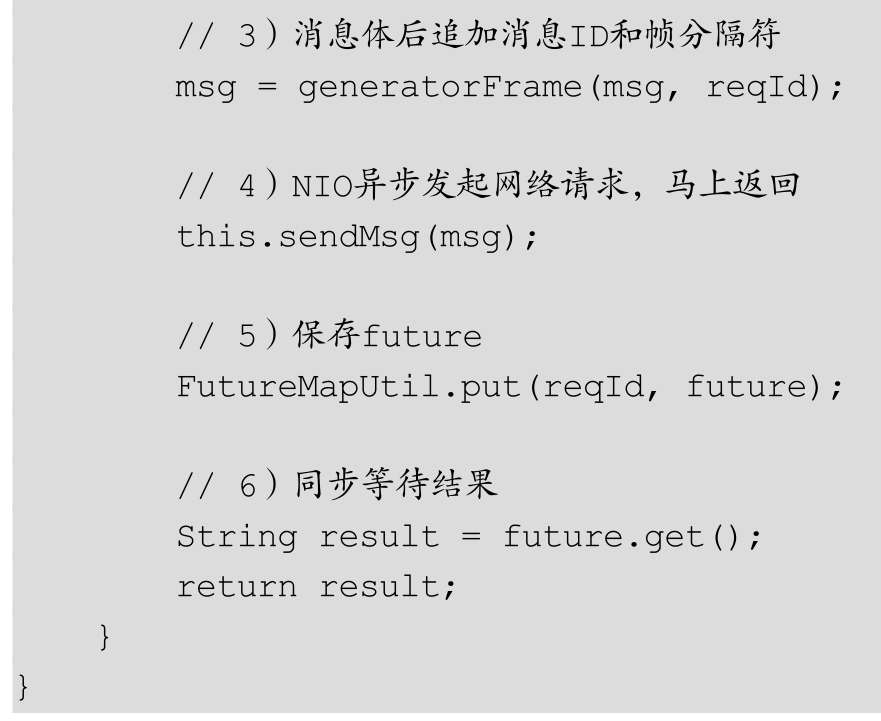 // 3）消息体后追加消息ID和帧分隔符
msg = generatorFrame(msg, reqId);
// 4）NIO异步发起网络请求，马上返回
this.sendMsg(msg);
// 5）保存future
FutureMapUtil.put(reqId, future);
// 6）同步等待结果
String result = future.get();
return result;
}
}